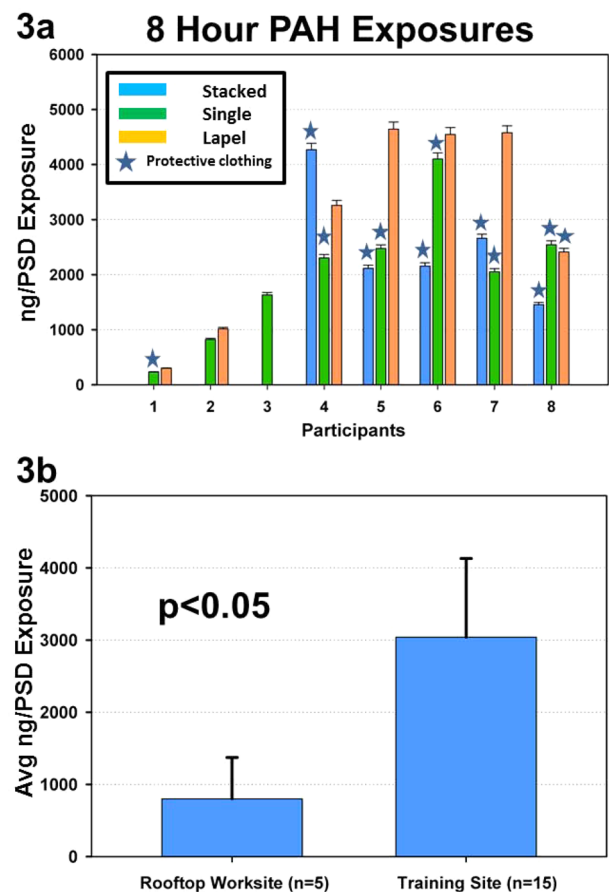 3a 8 Hour PAH Exposures
6000
5000
4000
3000
2000
1000
0
ng/PSD Exposure
Stacked
Single
Lapel
Protective clothing
1 2 3 4 5 6 7 8
Participants
3b
5000
4000
3000
2000
1000
0
Avg ng/PSD Exposure
p<0.05
Rooftop Worksite (n=5) Training Site (n=15)